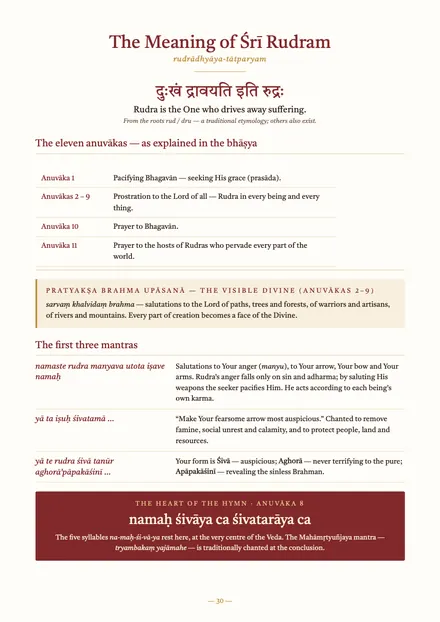 The Meaning of Śrī Rudram
rudrādhyāya-tātparyam
दुःखं द्रावयति इति रुद्रः
Rudra is the One who drives away suffering.
From the roots rud / dru — a traditional etymology; others also exist.
The eleven anuvākas — as explained in the bhāṣya
Anuvāka 1 Pacifying Bhagavān — seeking His grace (prasāda).
Anuvākas 2 – 9 Prostration to the Lord of all — Rudra in every being and every
thing.
Anuvāka 10 Prayer to Bhagavān.
Anuvāka 11 Prayer to the hosts of Rudras who pervade every part of the
world.
PRATYAKṢA BRAHMA UPĀSANĀ — THE VISIBLE DIVINE (ANUVĀKAS 2–9)
sarvaṃ khalvidaṃ brahma — salutations to the Lord of paths, trees and forests, of warriors and artisans,
of rivers and mountains. Every part of creation becomes a face of the Divine.
The first three mantras
namaste rudra manyava utota iṣave Salutations to Your anger (manyu), to Your arrow, Your bow and Your
namaḥ arms. Rudra's anger falls only on sin and adharma; by saluting His
weapons the seeker pacifies Him. He acts according to each being's
own karma.
yā ta iṣuḥ śivatamā ... "Make Your fearsome arrow most auspicious." Chanted to remove
famine, social unrest and calamity, and to protect people, land and
resources.
yā te rudra śivā tanūr Your form is Śivā — auspicious; Aghorā — never terrifying to the pure;
aghorā'pāpakāśinī ... Apāpakāśinī — revealing the sinless Brahman.
THE HEART OF THE HYMN · ANUVĀKA 8
namaḥ śivāya ca śivatarāya ca
The five syllables na-maḥ-śi-vā-ya rest here, at the very centre of the Veda. The Mahāmṛtyuñjaya mantra —
tryambakaṃ yajāmahe — is traditionally chanted at the conclusion.
— 30 —